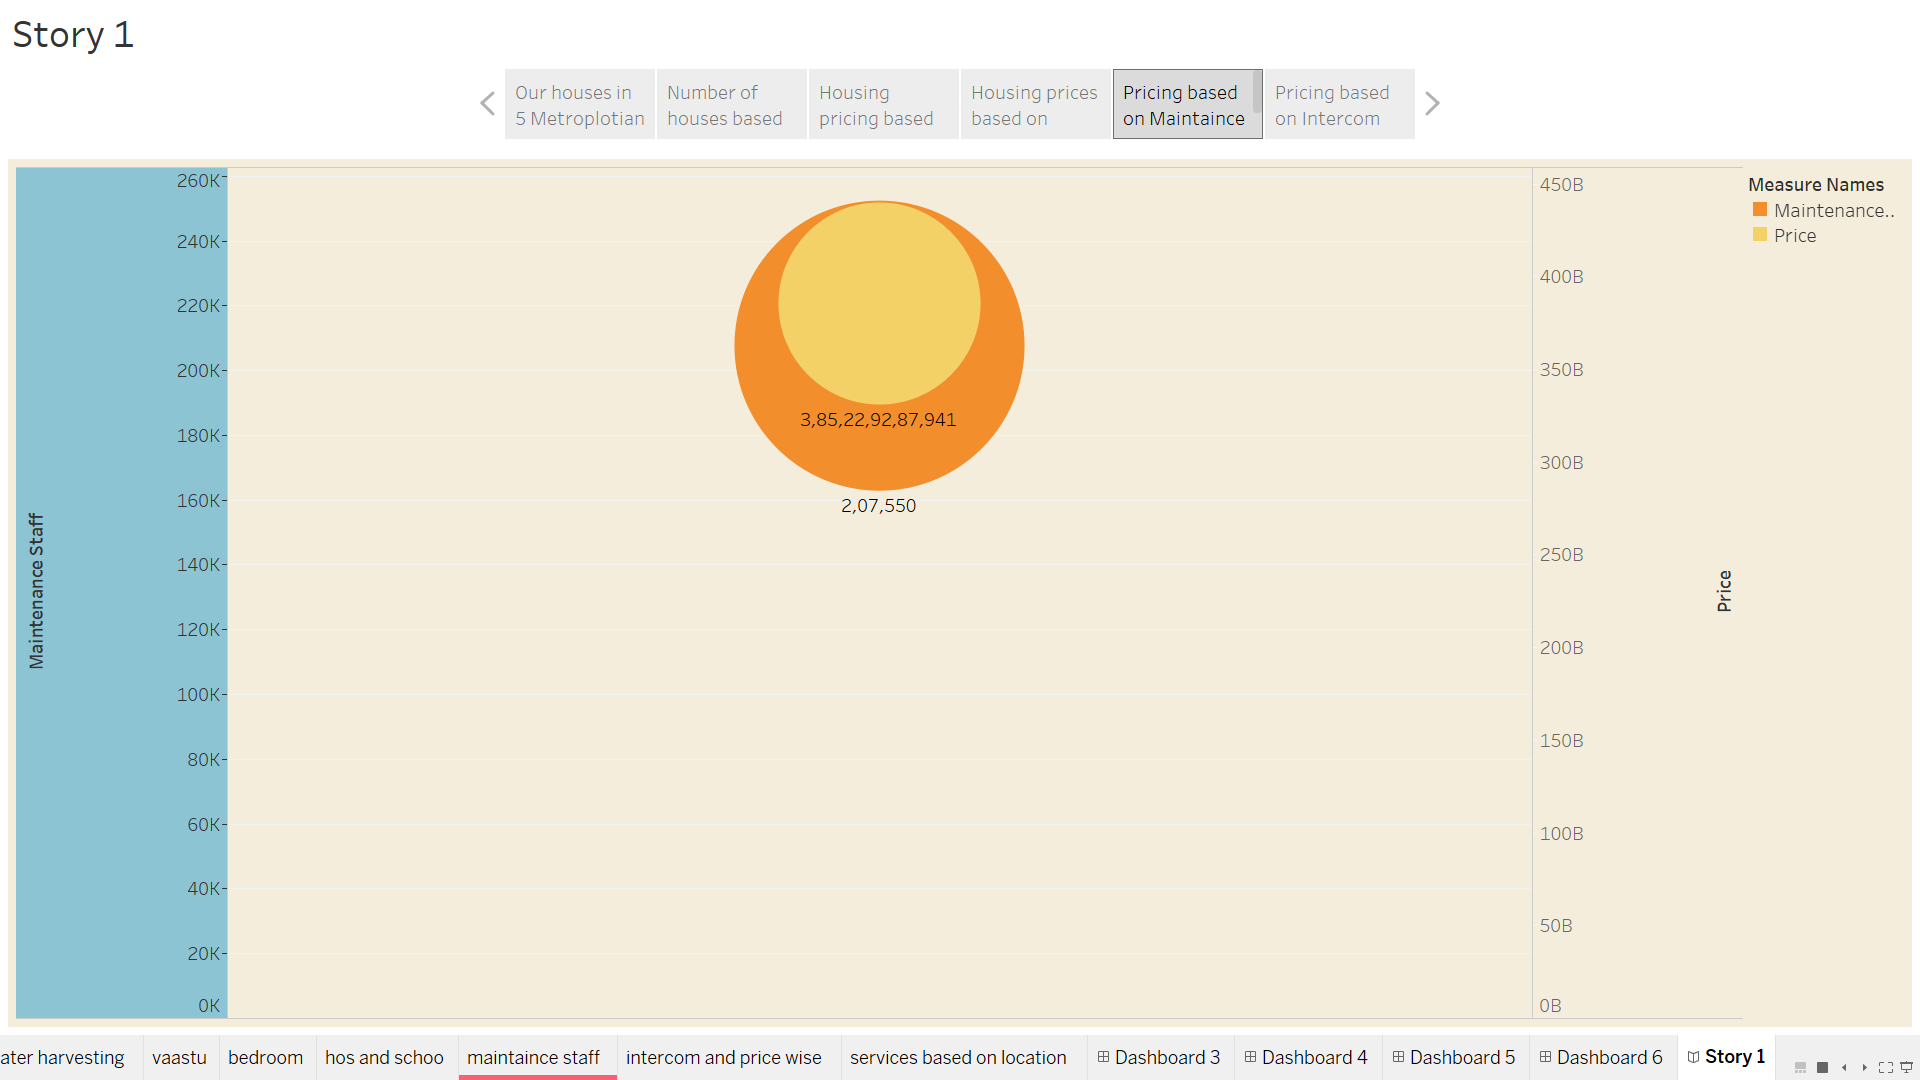 Story 1
Our houses in
5 Metroplotian
Number of
houses based
Housing
pricing based
Housing prices
based on
Pricing based
on Maintaince
Pricing based
on Intercom
Maintenance Staff
260K
240K
220K
200K
180K
160K
140K
120K
100K
80K
60K
40K
20K
0K
3,85,22,92,87,941
2,07,550
450B
400B
350B
300B
250B
200B
150B
100B
50B
0B
Price
Measure Names
Maintenance..
Price
ater harvesting
vaastu
bedroom
hos and schoo
maintaince staff
intercom and price wise
services based on location
Dashboard 3
Dashboard 4
Dashboard 5
Dashboard 6
Story 1